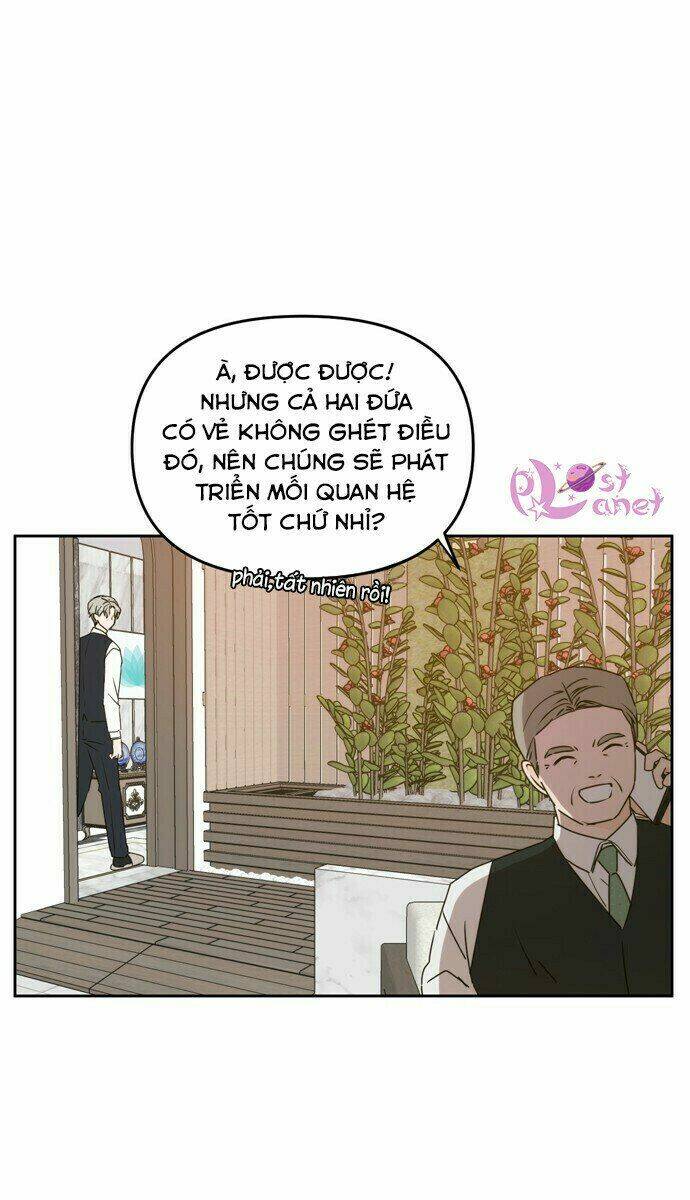 À, ĐƯỢC ĐƯỢC!
NHƯNG CẢ HAI ĐỨA
CÓ VẺ KHÔNG GHÉT ĐIỀU
ĐÓ, NÊN CHÚNG SẼ PHÁT
TRIỂN MỐI QUAN HỆ
TỐT CHỨ NHỈ?
phải,tất nhiên rồi!
Lost
Planet